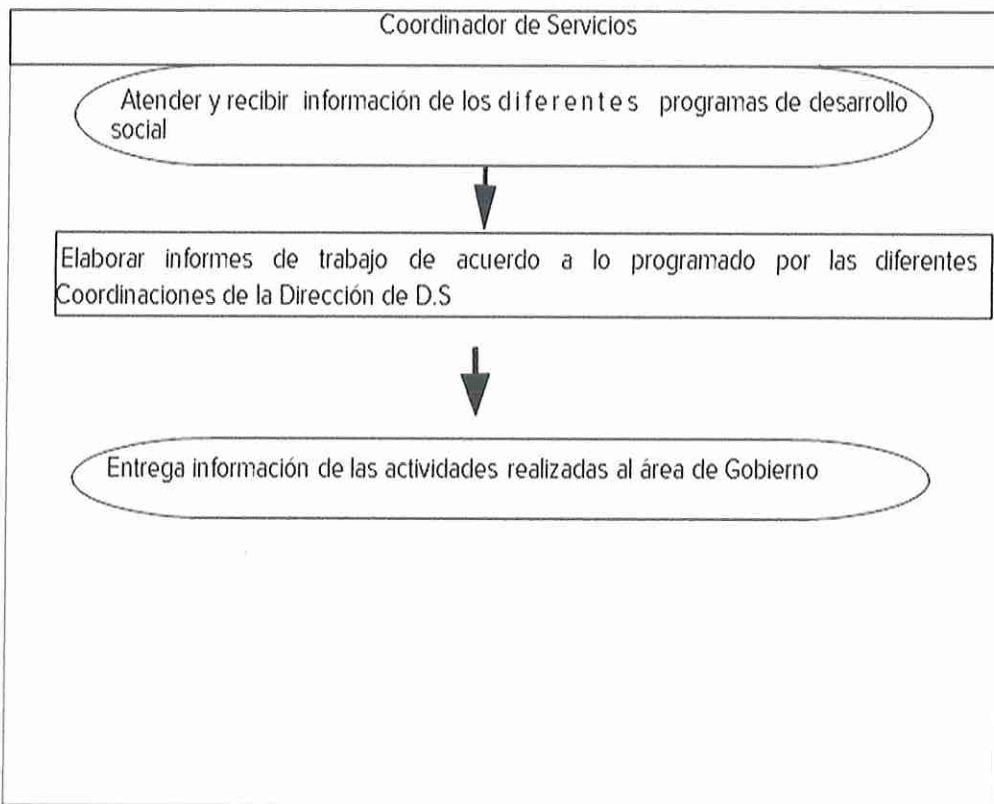 Coordinador de Servicios
Atender y recibir información de los diferentes programas de desarrollo
social
Elaborar informes de trabajo de acuerdo a lo programado por las diferentes
Coordinaciones de la Dirección de D.S
Entrega información de las actividades realizadas al área de Gobierno